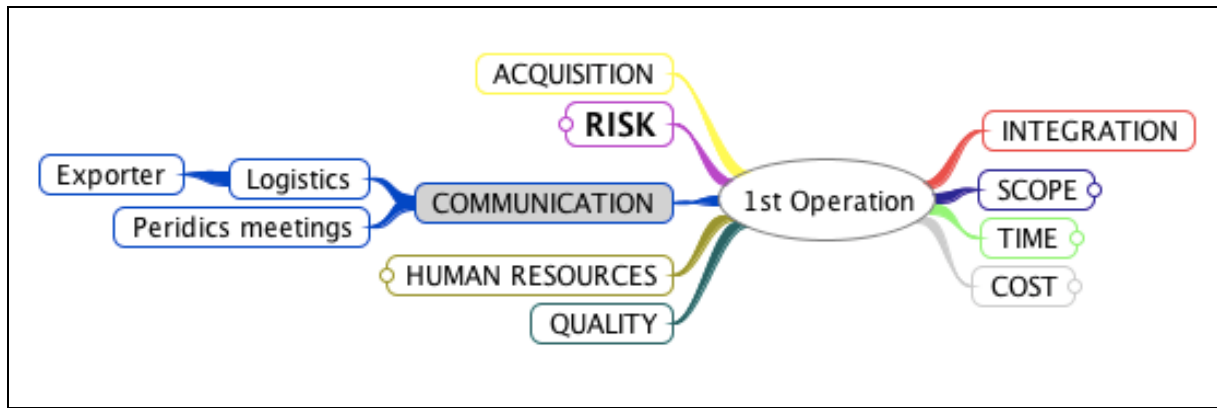 ACQUISITION
RISK
INTEGRATION
Exporter
Logistics
COMMUNICATION
1st Operation
SCOPE
Peridics meetings
TIME
HUMAN RESOURCES
COST
QUALITY